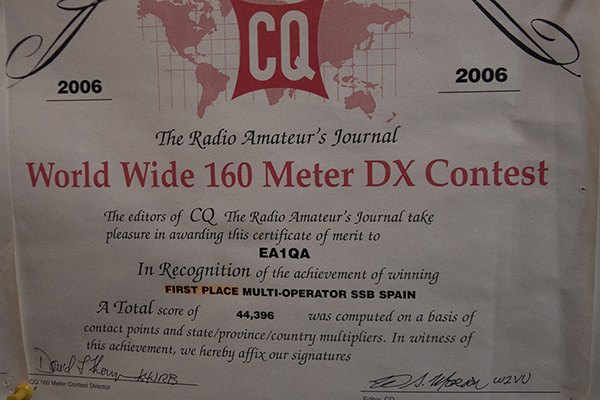 CQ
2006 2006
The Radio Amateur's Journal
World Wide 160 Meter DX Contest
The editors of CQ The Radio Amateur's Journal take
pleasure in awarding this certificate of merit to
EA1QA
In Recognition of the achievement of winning
FIRST PLACE MULTI-OPERATOR SSB SPAIN
A Total score of 44,396 was computed on a basis of
contact points and state/province/country multipliers. In witness of
this achievement, we hereby affix our signatures
K4JRB W2VU
CQ 160 Meter Contest Director Editor, CQ